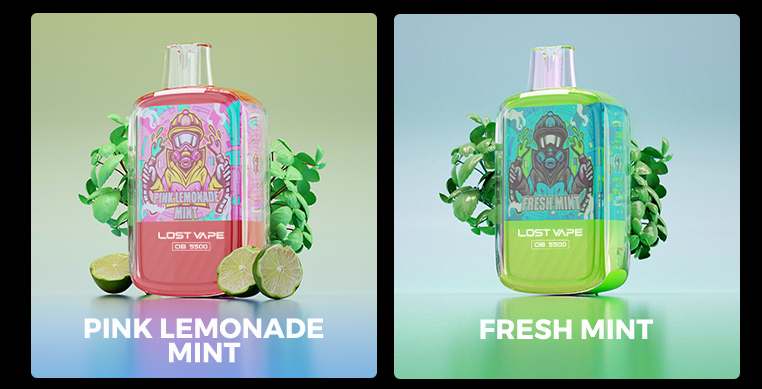 PINK LEMONADE
MINT
LOST VAPE
OB 5500
PINK LEMONADE
MINT
FRESH MINT
LOST VAPE
OB 5500
FRESH MINT